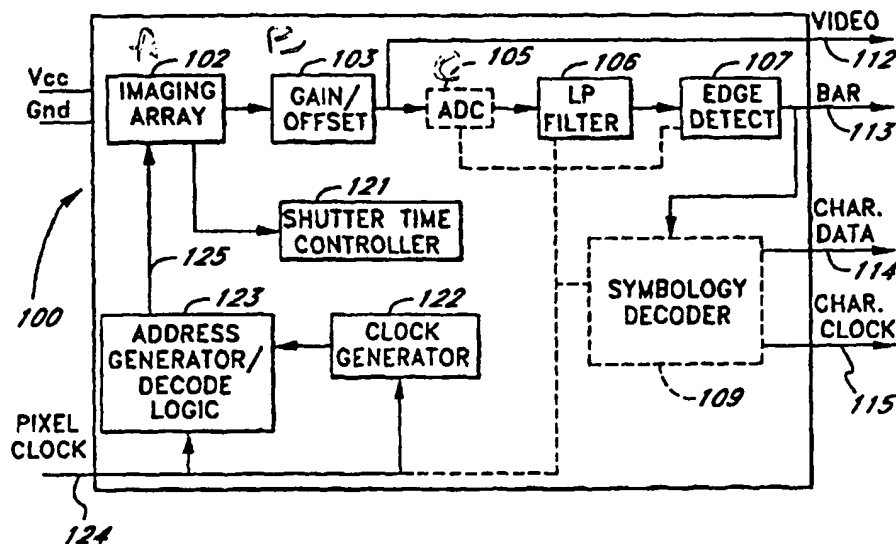 VIDEO
112
102
103
105
106
107
Vcc
Gnd
IMAGING
ARRAY
GAIN/
OFFSET
ADC
LP
FILTER
EDGE
DETECT
BAR
113
121
SHUTTER TIME
CONTROLLER
CHAR.
DATA
114
125
100
123
122
ADDRESS
GENERATOR/
DECODE
LOGIC
CLOCK
GENERATOR
SYMBOLOGY
DECODER
CHAR.
CLOCK
109
115
PIXEL
CLOCK
124